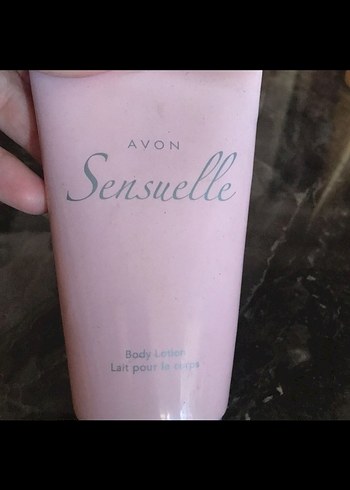 AVON
Sensuelle
Body Lotion
Lait pour le corps